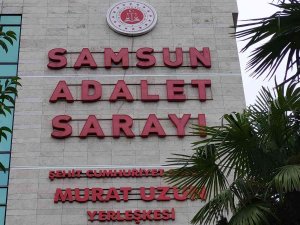 SAMSUN
ADALET
SARAYI
ŞEHİT CUMHURİYET
MURAT UZUN
YERLEŞKESİ